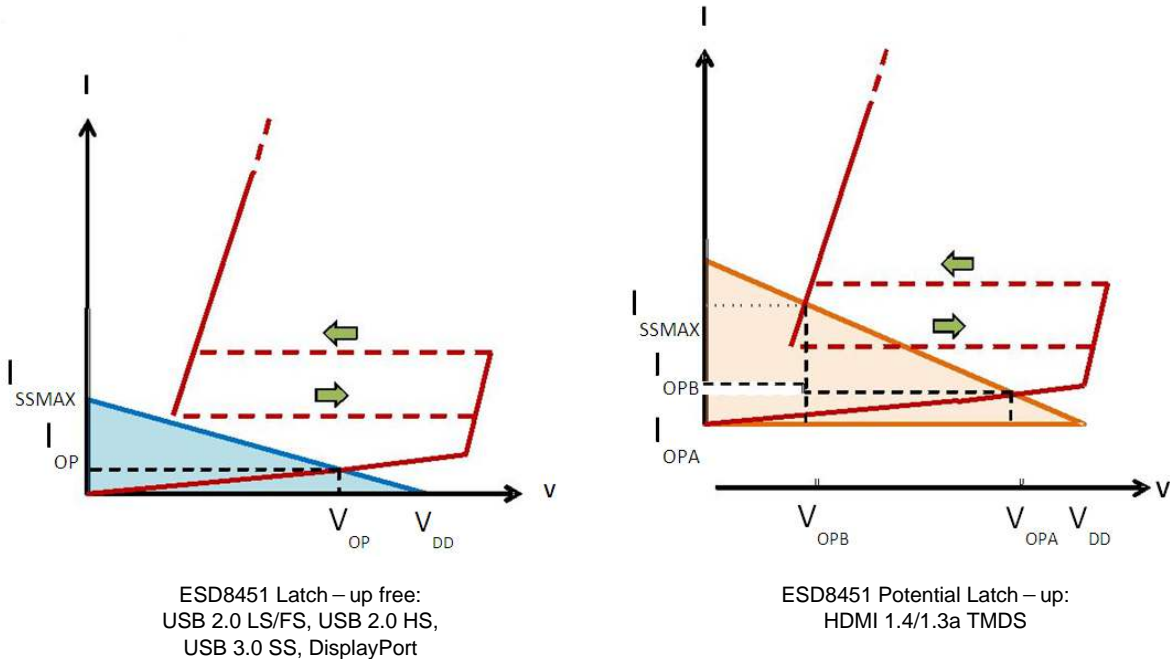 I
I
SSMAX
I
OP
V
OP
V
DD
V
ESD8451 Latch – up free:
USB 2.0 LS/FS, USB 2.0 HS,
USB 3.0 SS, DisplayPort
I
I
SSMAX
I
OPB
I
OPA
V
OPB
V
OPA
V
DD
V
ESD8451 Potential Latch – up:
HDMI 1.4/1.3a TMDS